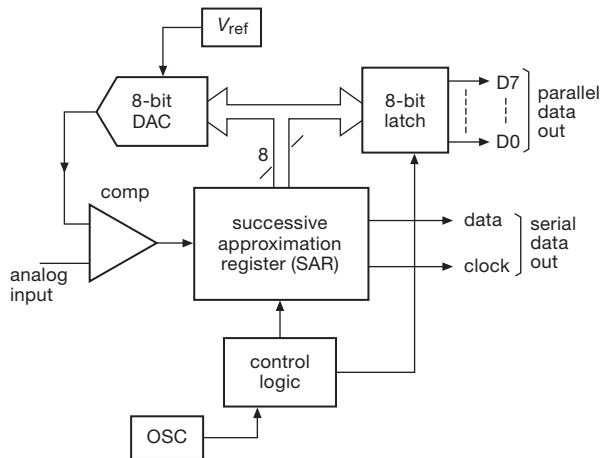 Vref
8-bit
DAC
8-bit
latch
D7
D0
parallel
data
out
8
comp
successive
approximation
register (SAR)
data
clock
serial
data
out
analog
input
control
logic
OSC